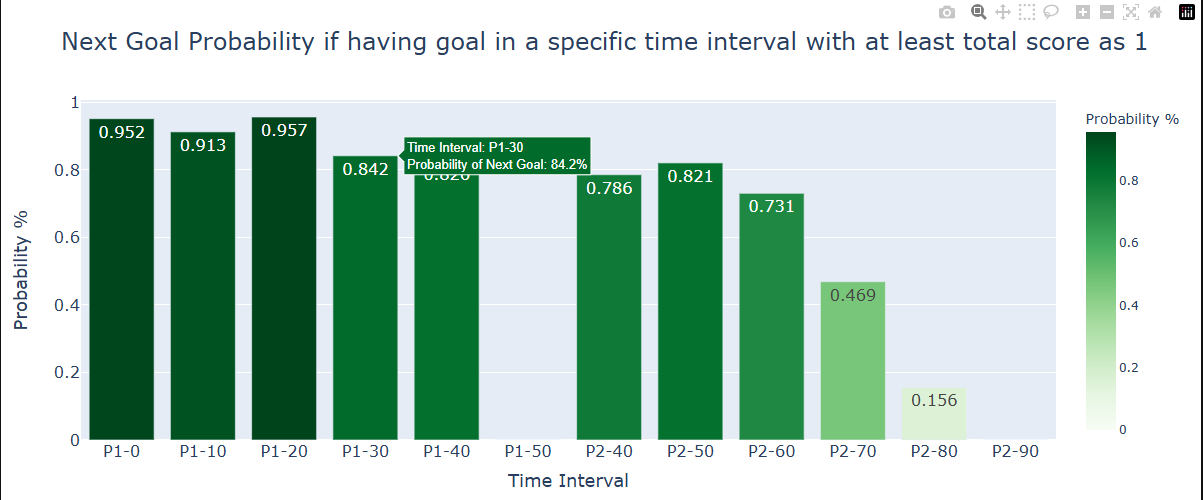 Next Goal Probability if having goal in a specific time interval with at least total score as 1
Probability %
1
0.8
0.6
0.4
0.2
0
0.952
0.913
0.957
0.842
0.786
0.821
0.731
0.469
0.156
Time Interval: P1-30
Probability of Next Goal: 84.2%
P1-0 P1-10 P1-20 P1-30 P1-40 P1-50 P2-40 P2-50 P2-60 P2-70 P2-80 P2-90
Time Interval
Probability %
0.8
0.6
0.4
0.2
0